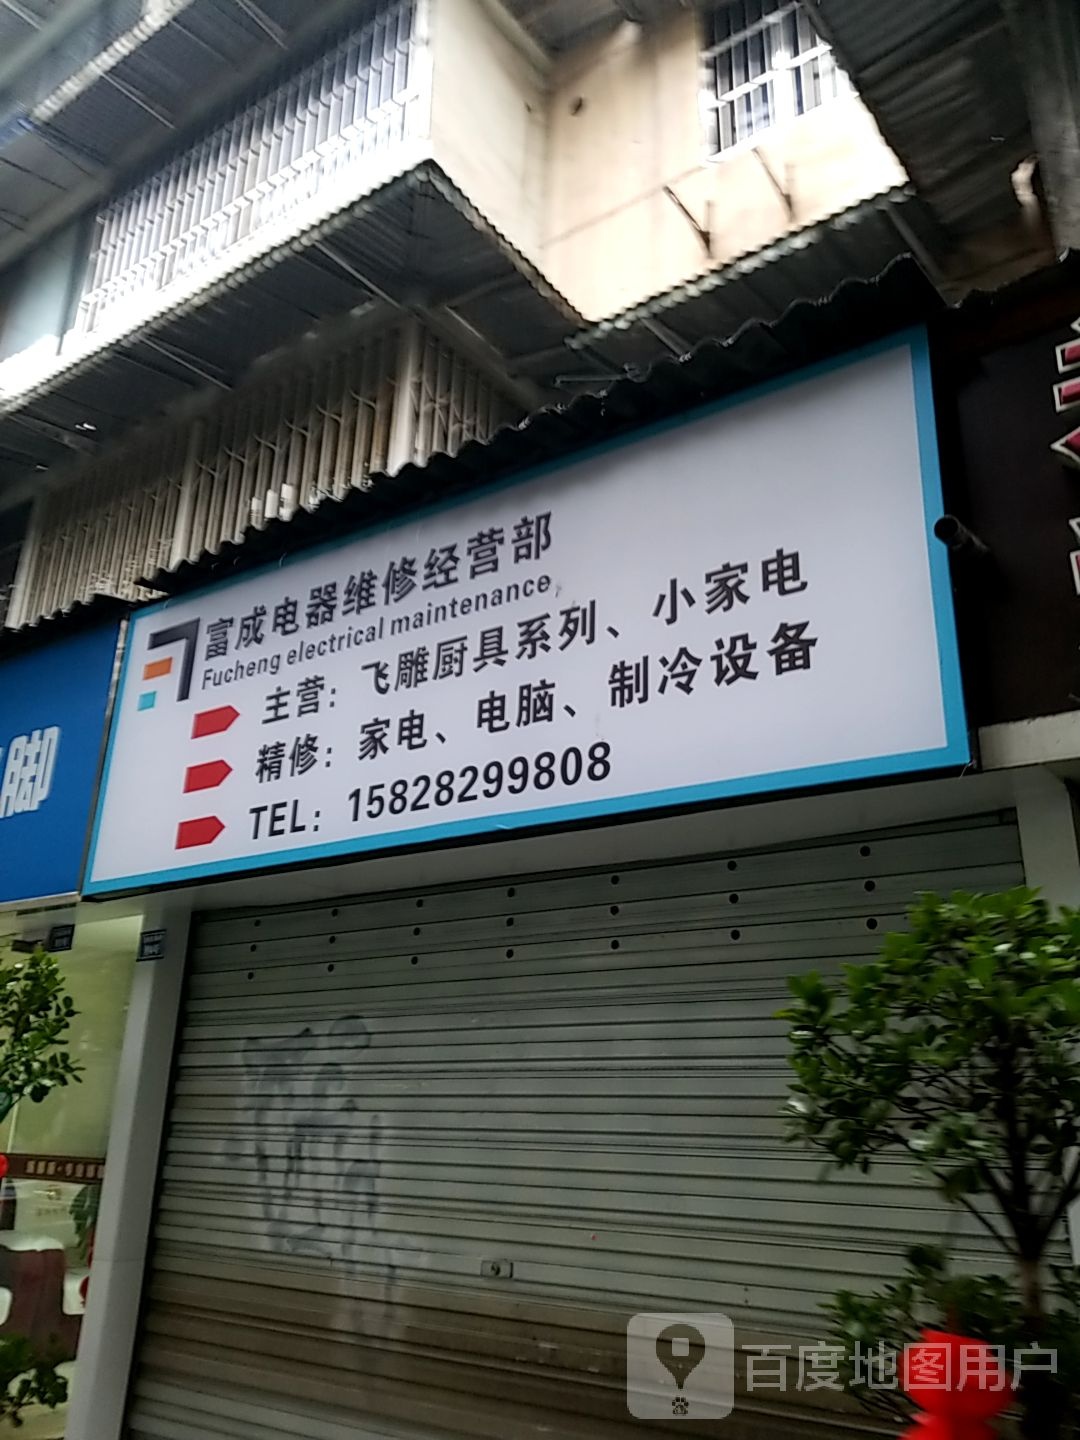 富成电器维修经营部
Fucheng electrical maintenance
主营：飞雕厨具系列、小家电
精修：家电、电脑、制冷设备
TEL：15828299808
脚
百度地图用户